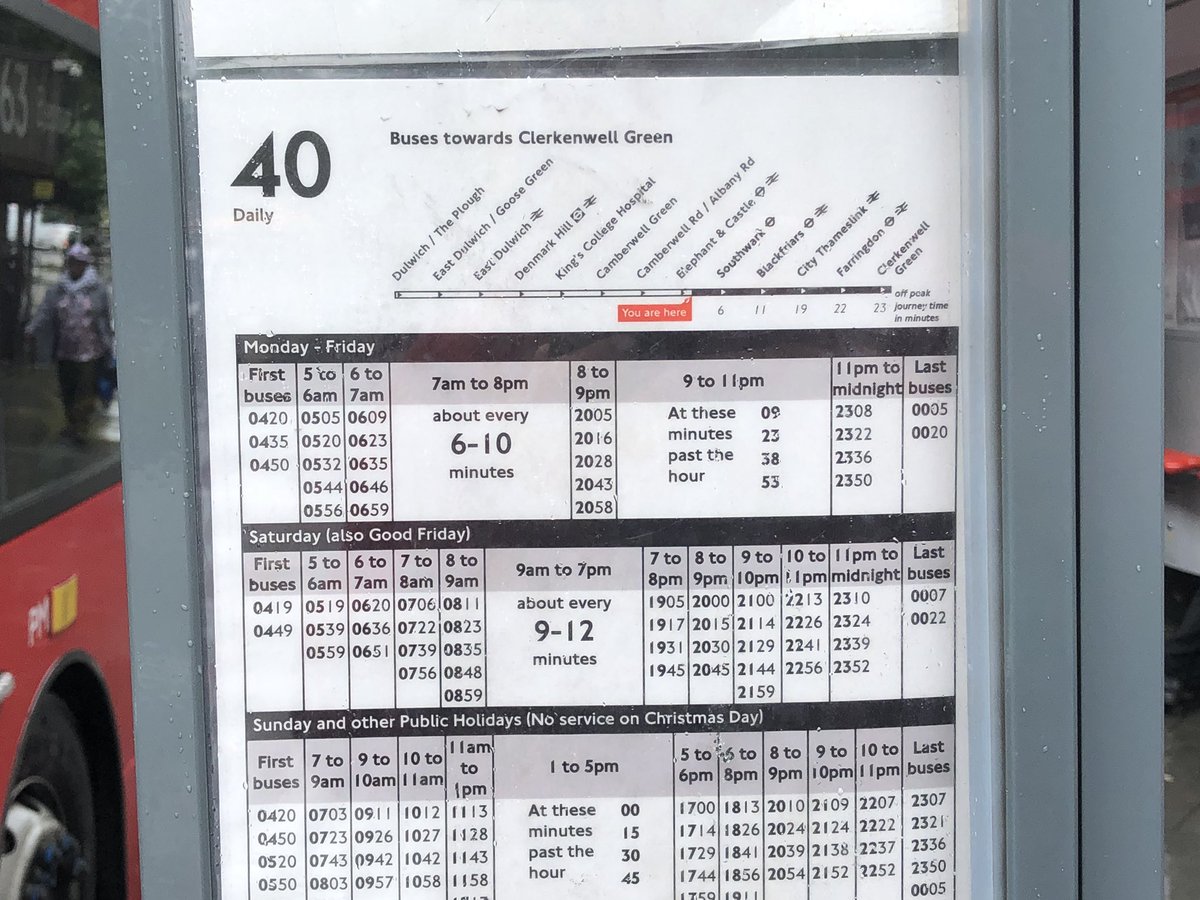 63
PM
40
Daily
Buses towards Clerkenwell Green
Dulwich / The Plough
East Dulwich / Goose Green
East Dulwich
Denmark Hill
King's College Hospital
Camberwell Green
Camberwell Rd / Albany Rd
Elephant & Castle
Southwark
Blackfriars
City Thameslink
Farringdon
Clerkenwell
Green
You are here 6 11 19 22 23
off peak
journey time
in minutes
Monday - Friday
First buses 5 to 6am 6 to 7am 7am to 8pm 8 to 9pm 9 to 11pm 11pm to midnight Last buses
0420 0505 0609 about every 2005 At these 09 2308 0005
0435 0520 0623 6-10 2016 minutes 23 2322 0020
0450 0532 0635 minutes 2028 past the 38 2336
0544 0646 2043 hour 53 2350
0556 0659 2058
Saturday (also Good Friday)
First buses 5 to 6am 6 to 7am 7 to 8am 8 to 9am 9am to 7pm 7 to 8pm 8 to 9pm 9 to 10pm 10 to 11pm 11pm to midnight Last buses
0419 0519 0620 0706 0811 about every 1905 2000 2100 2213 2310 0007
0449 0539 0636 0722 0823 9-12 1917 2015 2114 2226 2324 0022
0559 0651 0739 0835 minutes 1931 2030 2129 2241 2339
0756 0848 1945 2045 2144 2256 2352
0859 2159
Sunday and other Public Holidays (No service on Christmas Day)
First buses 7 to 9am 9 to 10am 10 to 11am 11am to 1pm 1 to 5pm 5 to 6pm 6 to 8pm 8 to 9pm 9 to 10pm 10 to 11pm Last buses
0420 0703 0911 1012 1113 At these 00 1700 1813 2010 2109 2207 2307
0450 0723 0926 1027 1128 minutes 15 1714 1826 2024 2124 2222 2321
0520 0743 0942 1042 1143 past the 30 1729 1841 2039 2138 2237 2336
0550 0803 0957 1058 1158 hour 45 1744 1856 2054 2152 2252 2350
1759 1911 0005